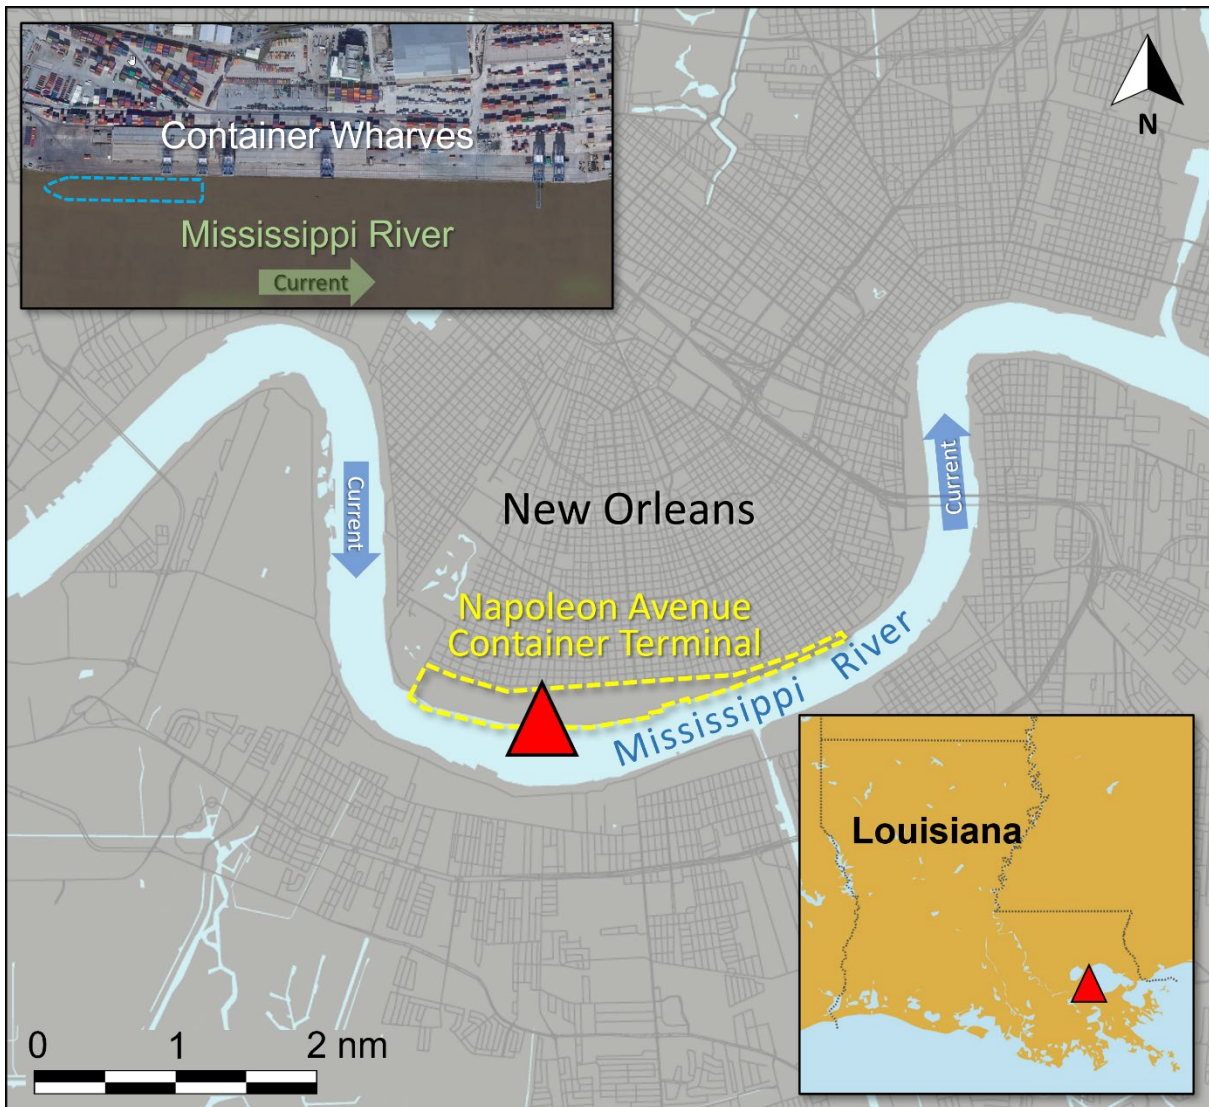 Container Wharves
Mississippi River
Current
N
Current
Current
New Orleans
Napoleon Avenue
Container Terminal
Mississippi River
Louisiana
0 1 2 nm